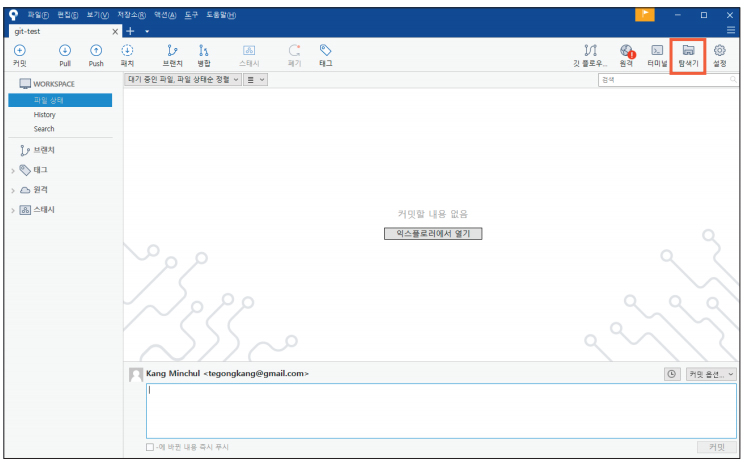 파일(F) 편집(E) 보기(V) 저장소(R) 액션(A) 도구 도움말(H)
git-test
커밋 Pull Push 패치 브랜치 병합 스태시 폐기 태그 깃 플로우... 원격 터미널 탐색기 설정
WORKSPACE
파일 상태
History
Search
브랜치
태그
원격
스태시
대기 중인 파일, 파일 상태순 정렬
검색
커밋할 내용 없음
익스플로러에서 열기
Kang Minchul <tegongkang@gmail.com>
커밋 옵션...
-에 바뀐 내용 즉시 푸시
커밋